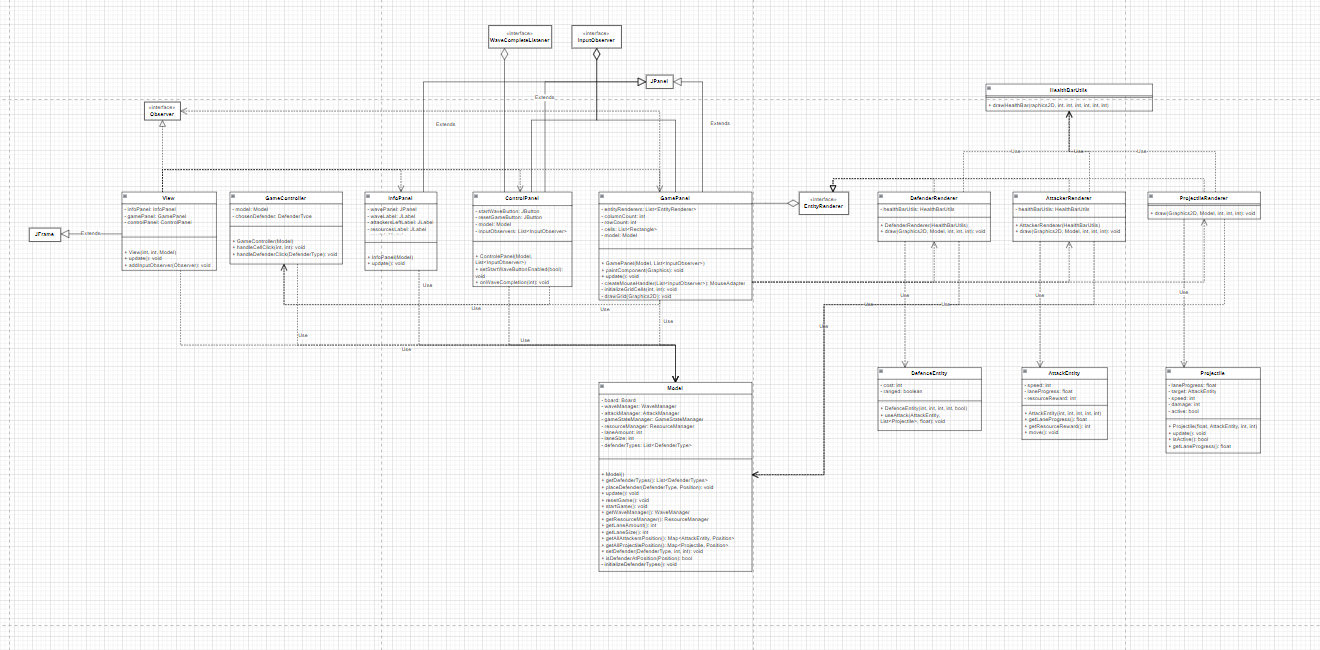 «interface»
WaveCompleteListener
«interface»
InputObserver
JPanel
Extends
Extends
Extends
«interface»
Observer
HealthBarUtils
+ drawHealthBar(raphics2D, int, int, int, int, int)
Use
Use
Use
View
- infoPanel: InfoPanel
- gamePanel: GamePanel
- controlPanel: ControlPanel
+ View(int, int, Model)
+ update(): void
+ addInputObserver(Observer): void
JFrame
Extends
GameController
- model: Model
- chosenDefender: DefenderType
+ GameController(Model)
+ handleCellClick(int, int): void
+ handleDefenderClick(DefenderType): void
InfoPanel
- wavePanel: JPanel
- waveLabel: JLabel
- attackersLeftLabel: JLabel
- resourcesLabel: JLabel
+ InfoPanel(Model)
+ update(): void
ControlPanel
- startWaveButton: JButton
- resetGameButton: JButton
- model: Model
- inputObservers: List<InputObserver>
+ ControlePanel(Model,
List<InputObserver>)
+ setStartWaveButtonEnabled(bool):
void
+ onWaveCompletion(int): void
GamePanel
- entityRenderers: List<EntityRenderer>
- columnCount: int
- rowCount: int
- cells: List<Rectangle>
- model: Model
+ GamePanel(Model, List<InputObserver>)
+ paintComponent(Graphics): void
+ update(): void
- createMouseHandler(List<InputObserver>): MouseAdapter
- initializeGridCells(int, int): void
- drawGrid(Graphics2D): void
«interface»
EntityRenderer
DefenderRenderer
- healthBarUtils: HealthBarUtils
+ DefenderRenderer(HealthBarUtils)
+ draw(Graphics2D, Model, int, int): void
AttackerRenderer
- healthBarUtils: HealthBarUtils
+ AttackerRenderer(HealthBarUtils)
+ draw(Graphics2D, Model, int, int): void
ProjectileRenderer
+ draw(Graphics2D, Model, int, int): void
Use
Use
Use
Use
Use
Use
Use
Use
Use
Use
Use
Use
Use
Use
Model
- board: Board
- waveManager: WaveManager
- attackManager: AttackManager
- gameStateManager: GameStateManager
- resourceManager: ResourceManager
- laneAmount: int
- laneSize: int
- defenderTypes: List<DefenderType>
+ Model()
+ getDefenderTypes(): List<DefenderTypes>
+ placeDefender(DefenderType, Position): void
+ update(): void
+ resetGame(): void
+ startGame(): void
+ getWaveManager(): WaveManager
+ getResourceManager(): ResourceManager
+ getLaneAmount(): int
+ getLaneSize(): int
+ getAllAttackersPosition(): Map<AttackEntity, Position>
+ getAllProjectilePosition(): Map<Projectile, Position>
+ setDefender(DefenderType, int, int): void
+ isDefenderAtPosition(Position): bool
- initializeDefenderTypes(): void
DefenceEntity
- cost: int
- ranged: boolean
+ DefenceEntity(int, int, int, int, bool)
+ useAttack(AttackEntity,
List<Projectile>, float): void
AttackEntity
- speed: int
- laneProgress: float
- resourceReward: int
+ AttackEntity(int, int, int, int, int)
+ getLaneProgress(): float
+ getResourceReward(): int
+ move(): void
Projectile
- laneProgress: float
- target: AttackEntity
- speed: int
- damage: int
- active: bool
+ Projectile(float, AttackEntity, int, int)
+ update(): void
+ isActive(): bool
+ getLaneProgress(): float